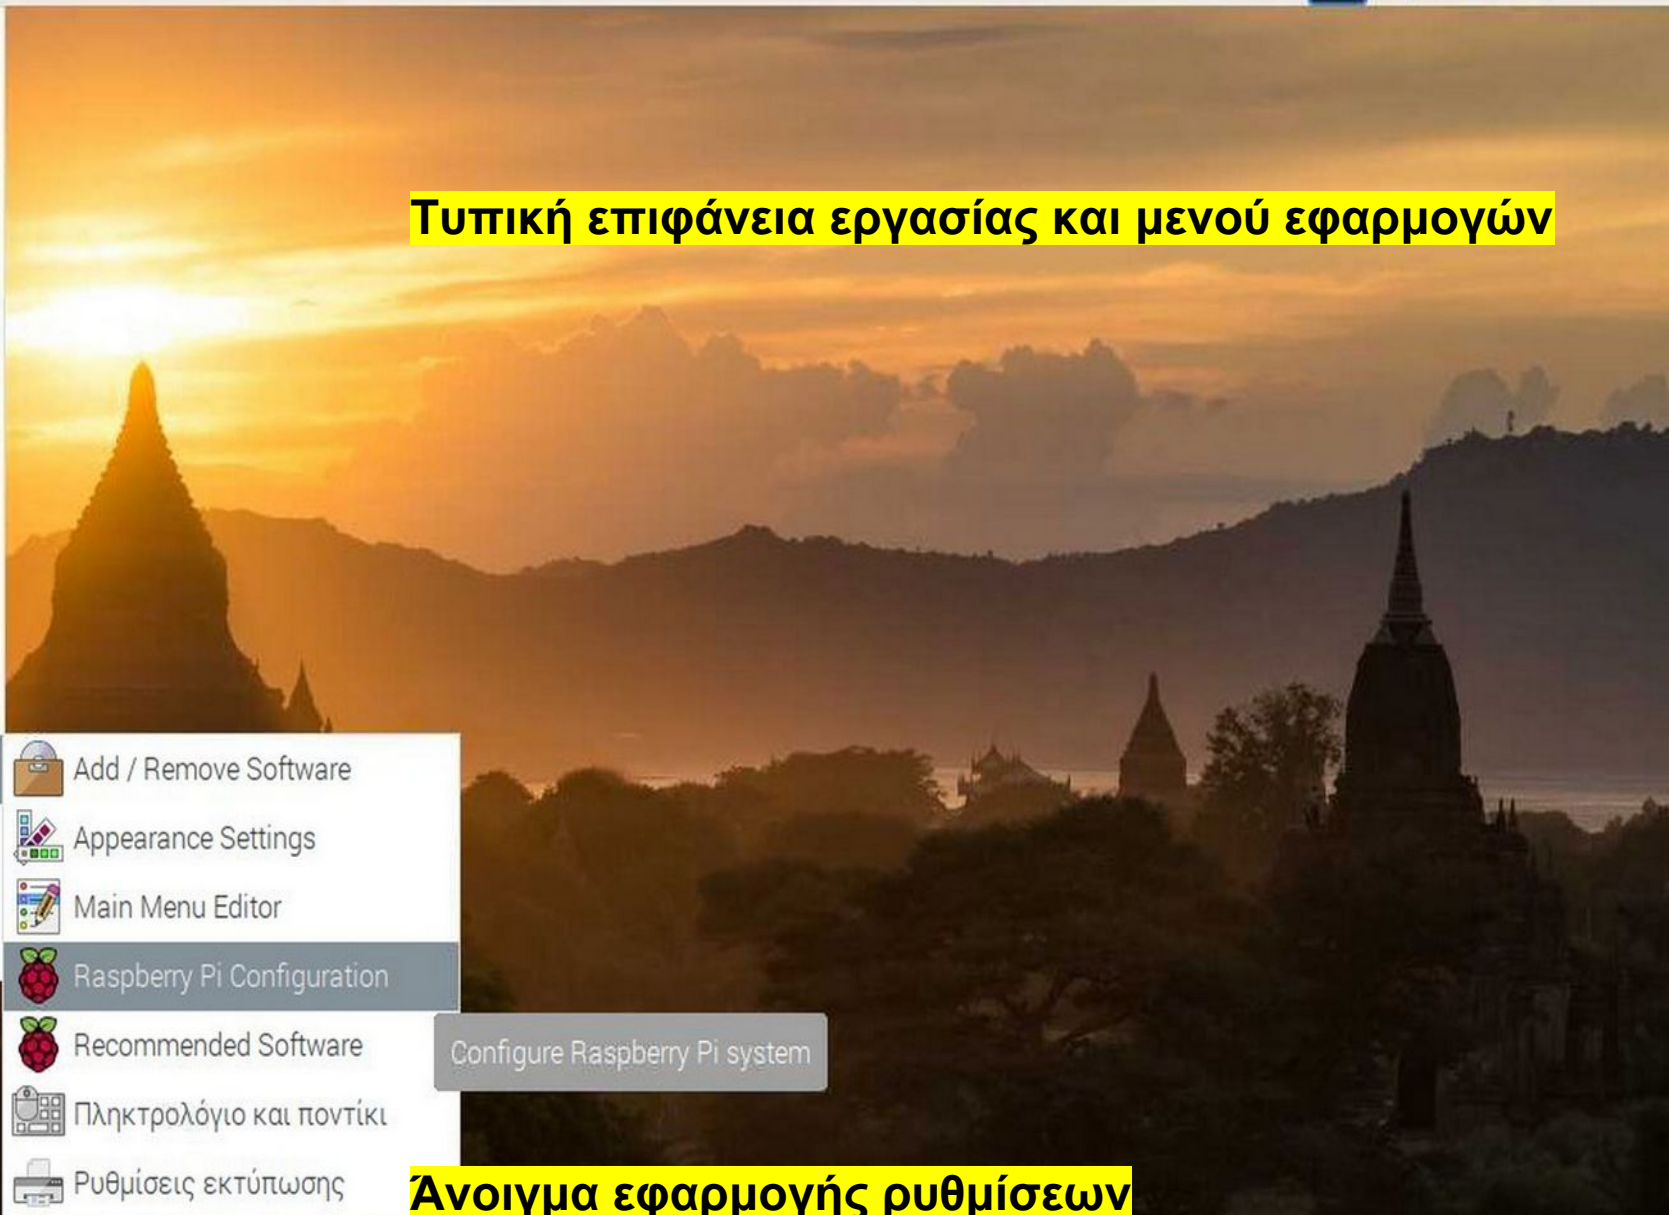 Τυπική επιφάνεια εργασίας και μενού εφαρμογών
Add / Remove Software
Appearance Settings
Main Menu Editor
Raspberry Pi Configuration
Recommended Software
Configure Raspberry Pi system
Πληκτρολόγιο και ποντίκι
Ρυθμίσεις εκτύπωσης
Άνοιγμα εφαρμογής ρυθμίσεων